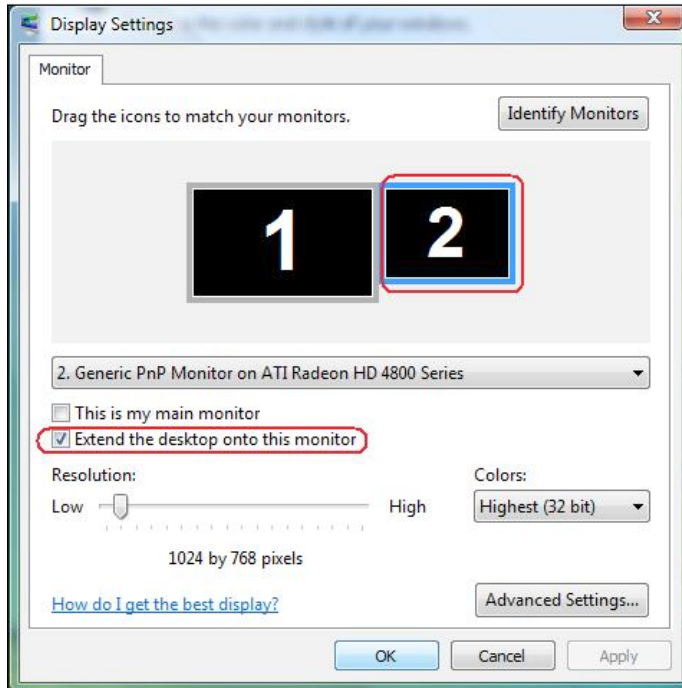 Display Settings
Monitor
Drag the icons to match your monitors.
Identify Monitors
1
2
2. Generic PnP Monitor on ATI Radeon HD 4800 Series
This is my main monitor
Extend the desktop onto this monitor
Resolution:
Colors:
Low
High
Highest (32 bit)
1024 by 768 pixels
How do I get the best display?
Advanced Settings...
OK
Cancel
Apply